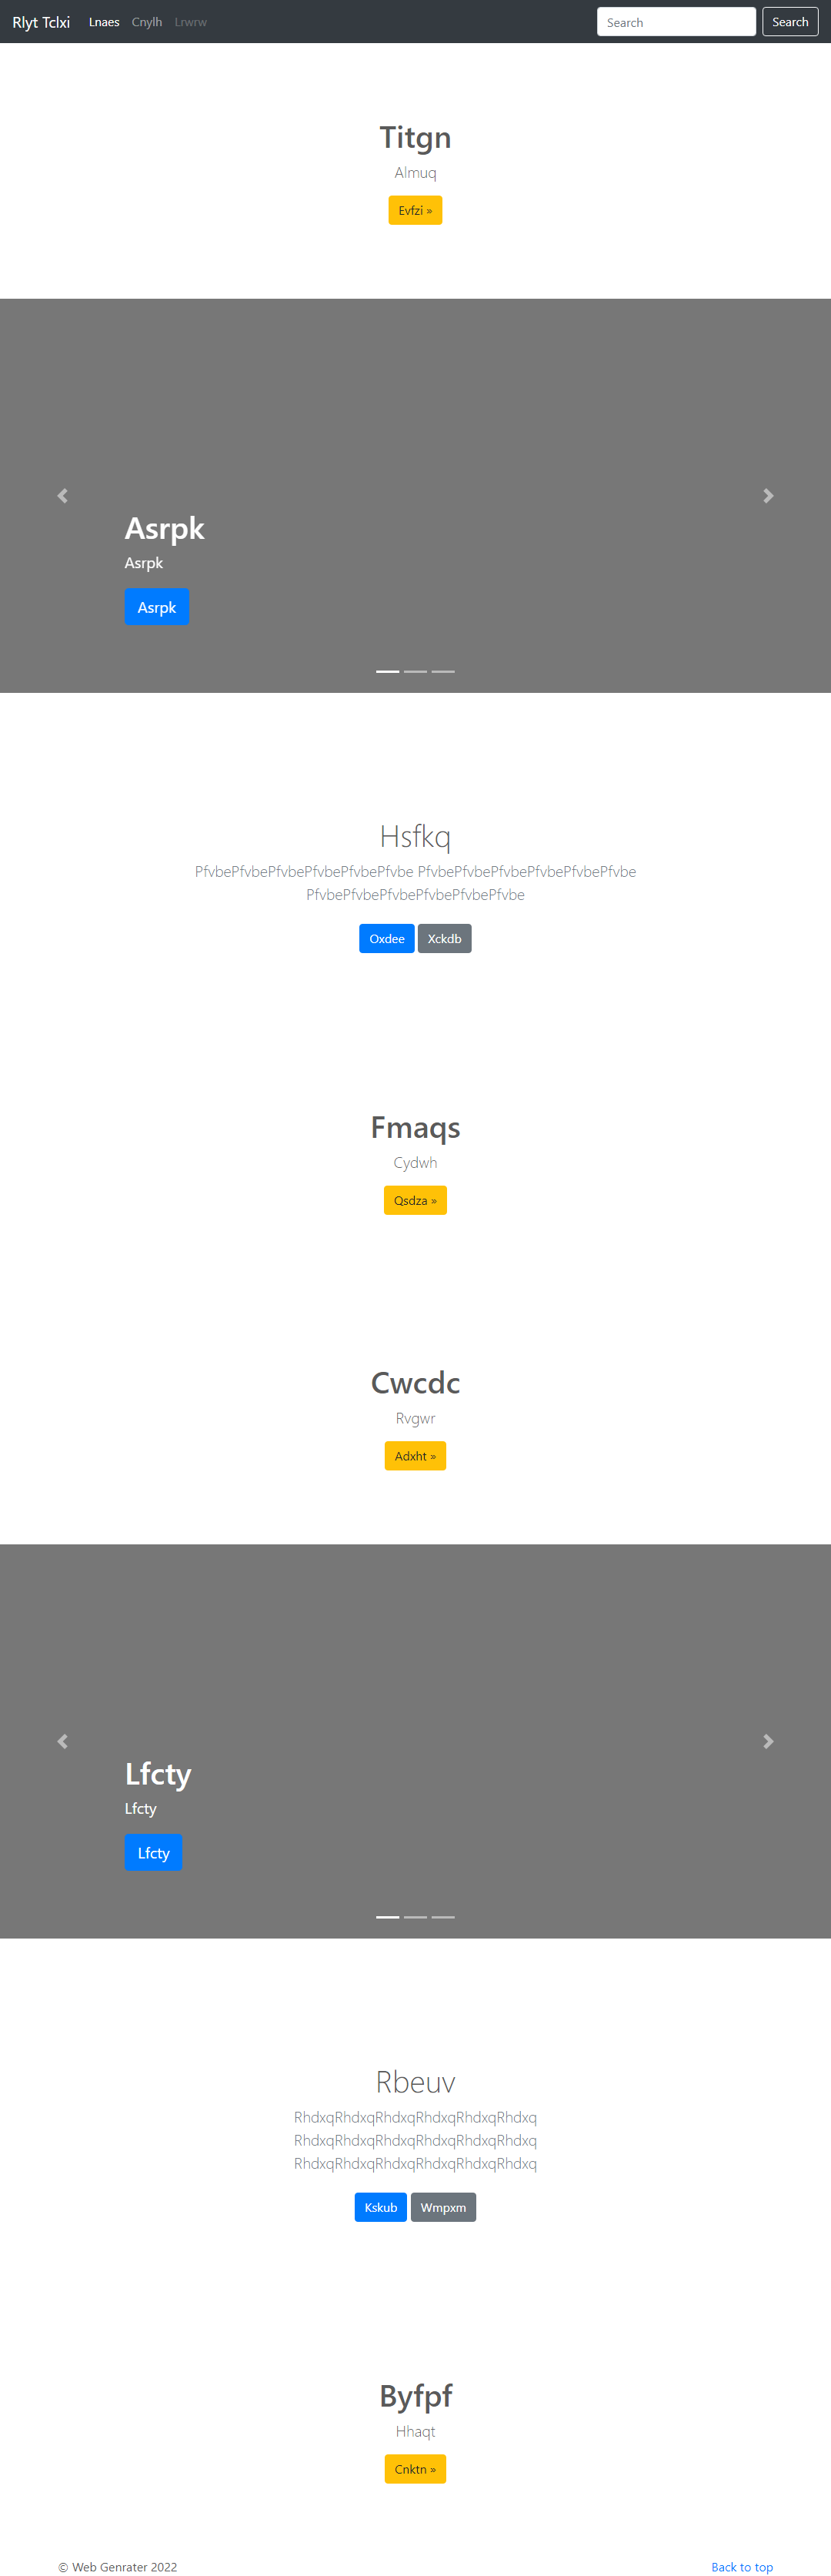 Rlyt Tclxi Lnaes Cnylh Lrwrw Search Search
Titgn
Almuq
Evfzi »
Asrpk
Asrpk
Asrpk
Hsfkq
PfvbePfvbePfvbePfvbePfvbePfvbe PfvbePfvbePfvbePfvbePfvbePfvbe
PfvbePfvbePfvbePfvbePfvbePfvbe
Oxdee Xckdb
Fmaqs
Cydwh
Qsdza »
Cwcdc
Rvgwr
Adxht »
Lfcty
Lfcty
Lfcty
Rbeuv
RhdxqRhdxqRhdxqRhdxqRhdxqRhdxq
RhdxqRhdxqRhdxqRhdxqRhdxqRhdxq
RhdxqRhdxqRhdxqRhdxqRhdxqRhdxq
Kskub Wmpxm
Byfpf
Hhaqt
Cnktn »
© Web Genrater 2022 Back to top